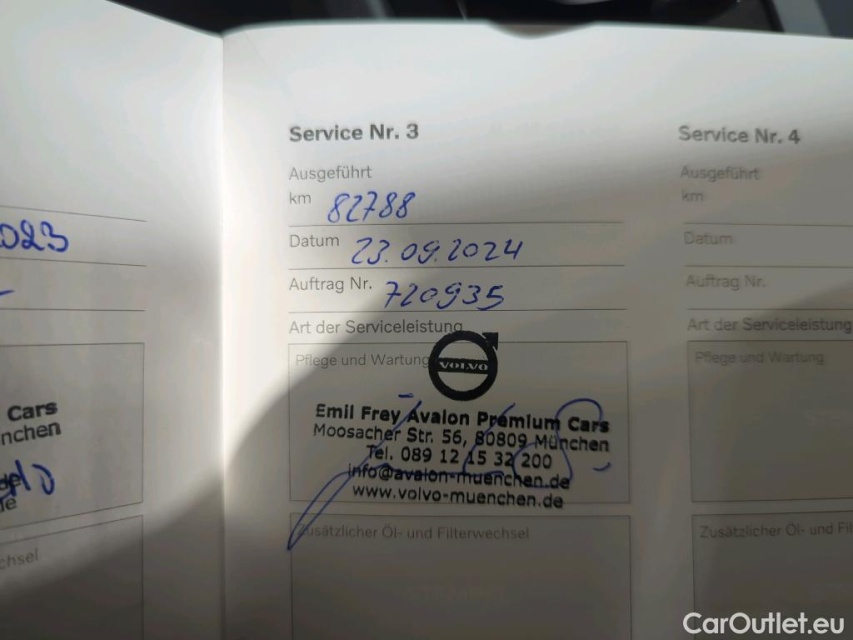 Service Nr. 3
Ausgeführt
km 82788
Datum 23.09.2024
Auftrag Nr. 720935
Art der Serviceleistung
Pflege und Wartung
VOLVO
Emil Frey Avalon Premium Cars
Moosacher Str. 56, 80809 München
Tel. 089 12 15 32 200
info@avalon-muenchen.de
www.volvo-muenchen.de
Zusätzlicher Öl- und Filterwechsel
Service Nr. 4
Ausgeführt
km
Datum
Auftrag Nr.
Art der Serviceleistung
Pflege und Wartung
Zusätzlicher Öl- und Fil
023
Cars
nchen
de
hsel
CarOutlet.eu